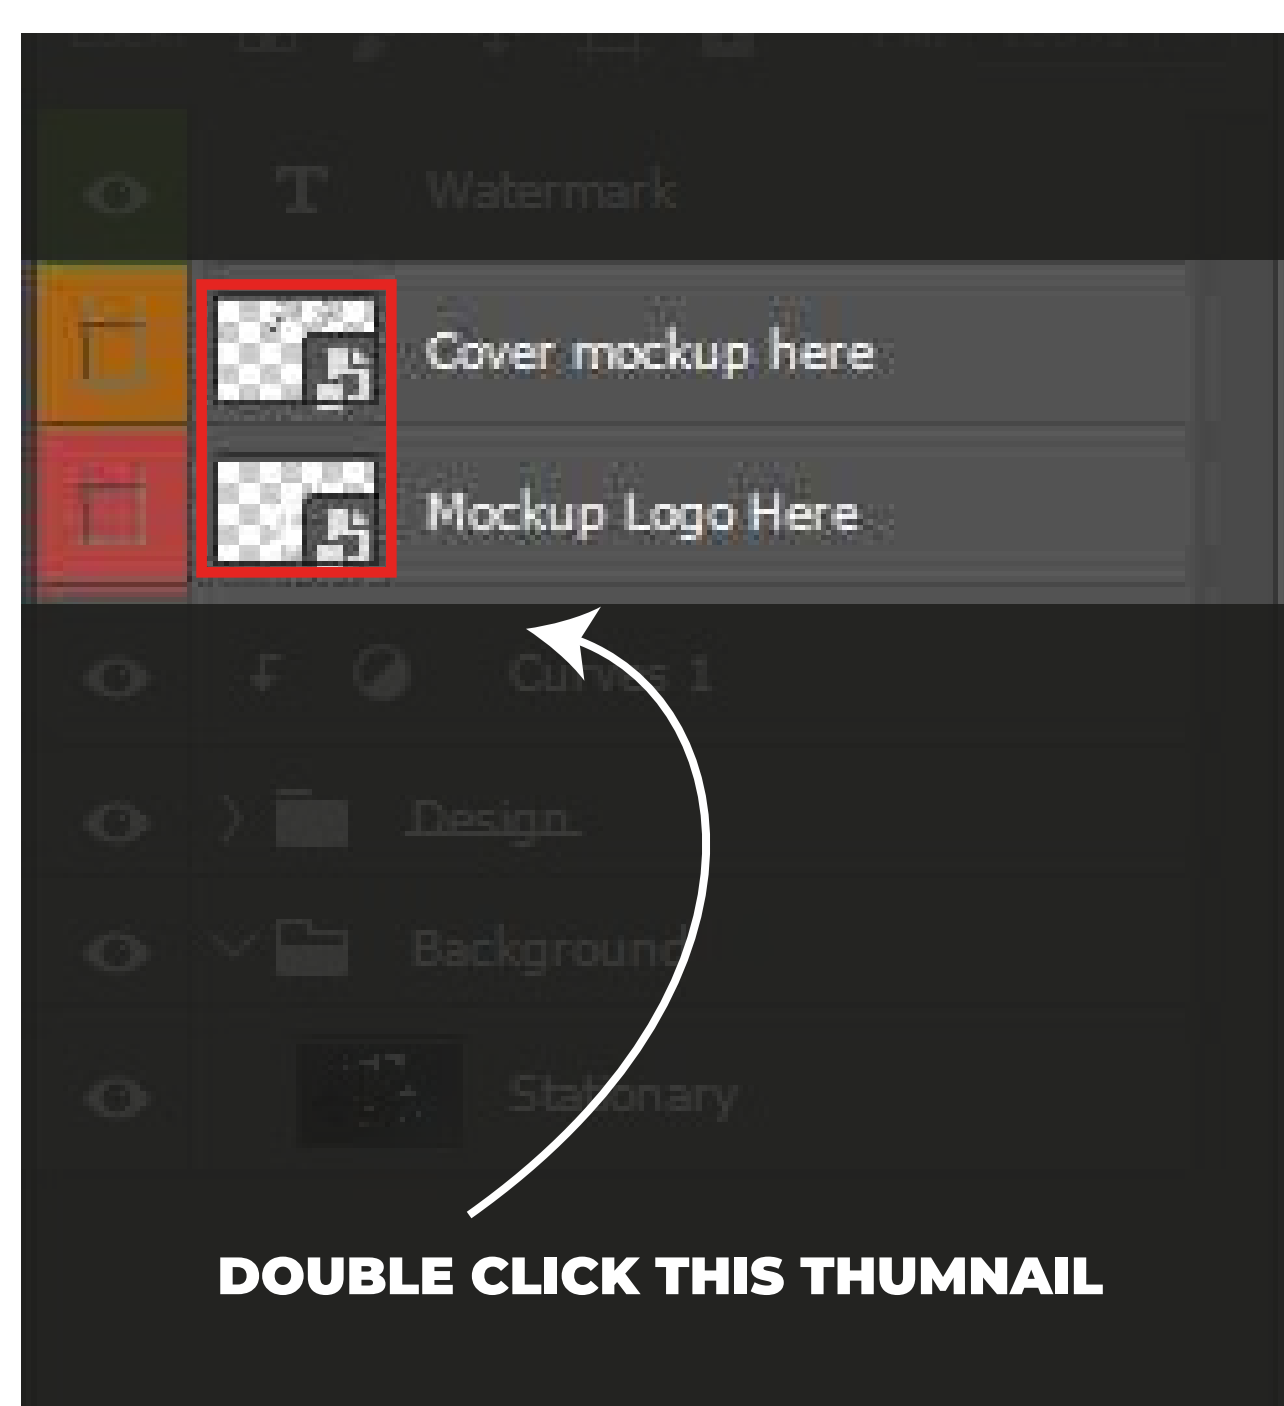 Watermark
Cover mockup here
Mockup Logo Here
Curves 1
Design
Background
Stationary
DOUBLE CLICK THIS THUMNAIL